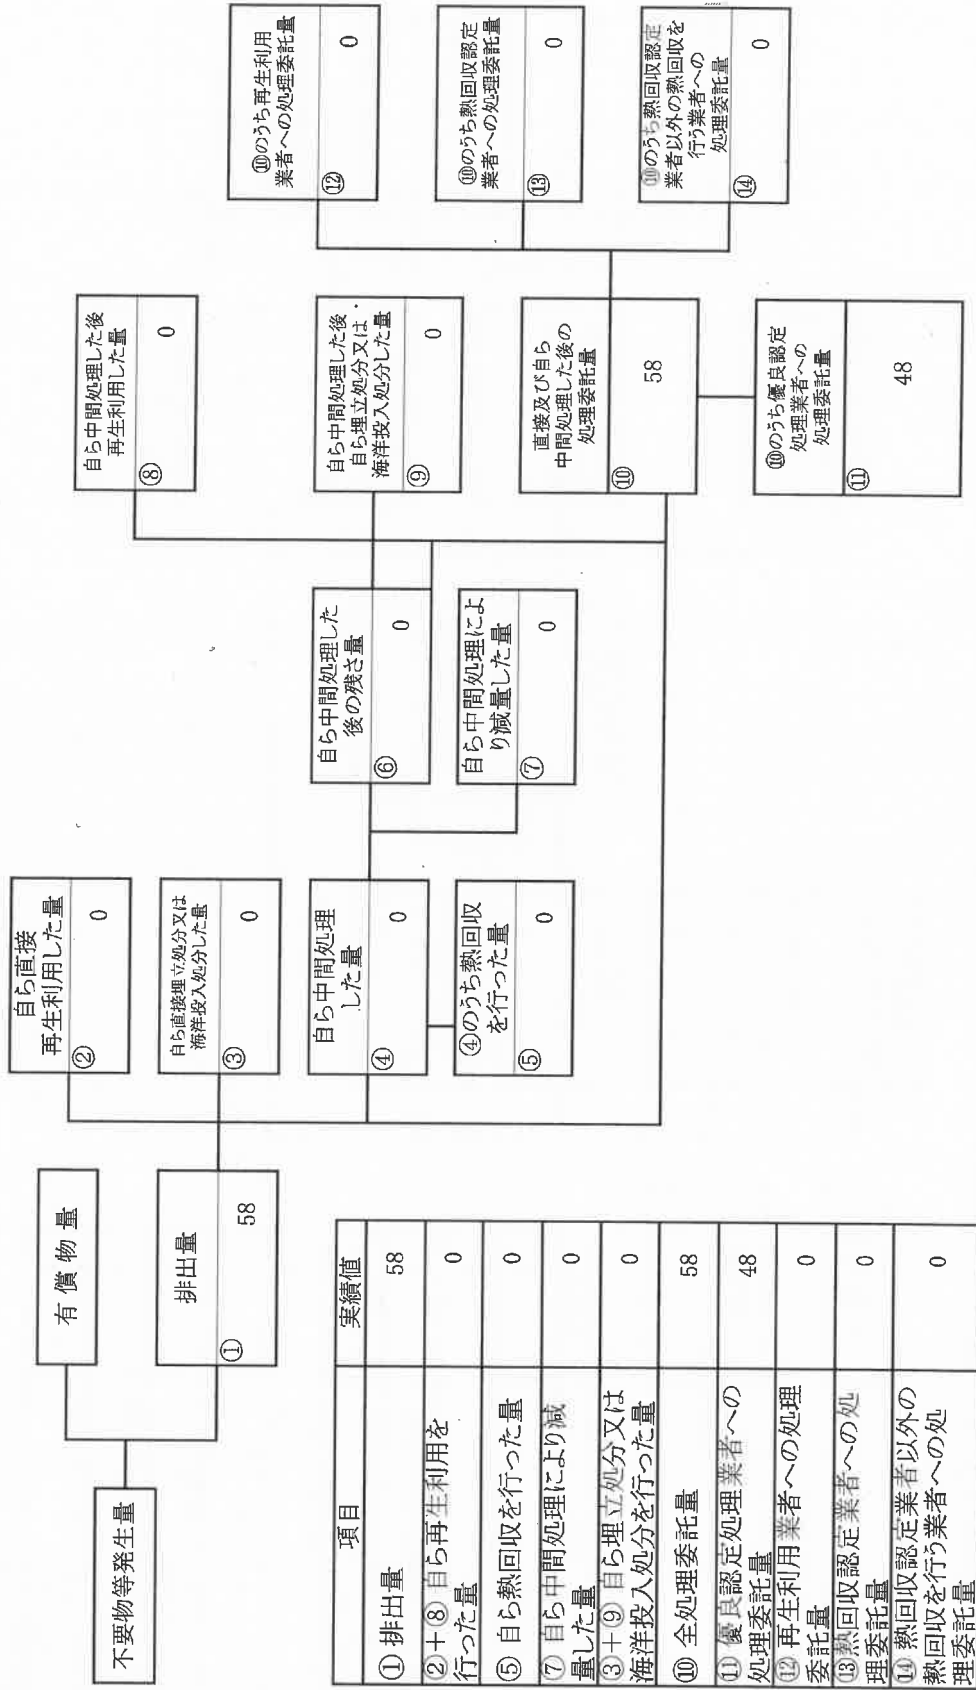 不要物等発生量
有償物量
排出量
①
58
自ら直接
再生利用した量
②
0
自ら直接埋立処分又は
海洋投入処分した量
③
0
自ら中間処理
した量
④
0
④のうち熱回収
を行った量
⑤
0
自ら中間処理した
後の残さ量
⑥
0
自ら中間処理によ
り減量した量
⑦
0
自ら中間処理した後
再生利用した量
⑧
0
自ら中間処理した後
自ら埋立処分又は
海洋投入処分した量
⑨
0
直接及び自ら
中間処理した後の
処理委託量
⑩
58
⑩のうち優良認定
処理業者への
処理委託量
⑪
48
⑩のうち再生利用
業者への処理委託量
⑫
0
⑩のうち熱回収認定
業者への処理委託量
⑬
0
⑩のうち熱回収認定
業者以外の熱回収を
行う業者への
処理委託量
⑭
0
項目 実績値
①排出量 58
②+⑧ 自ら再生利用を
行った量 0
⑤ 自ら熱回収を行った量 0
⑦ 自ら中間処理により減
量した量 0
③+⑨ 自ら埋立処分又は
海洋投入処分を行った量 0
⑩ 全処理委託量 58
⑪ 優良認定処理業者への
処理委託量 48
⑫ 再生利用業者への処理
委託量 0
⑬熱回収認定業者への処
理委託量 0
⑭ 熱回収認定業者以外の
熱回収を行う業者への処
理委託量 0